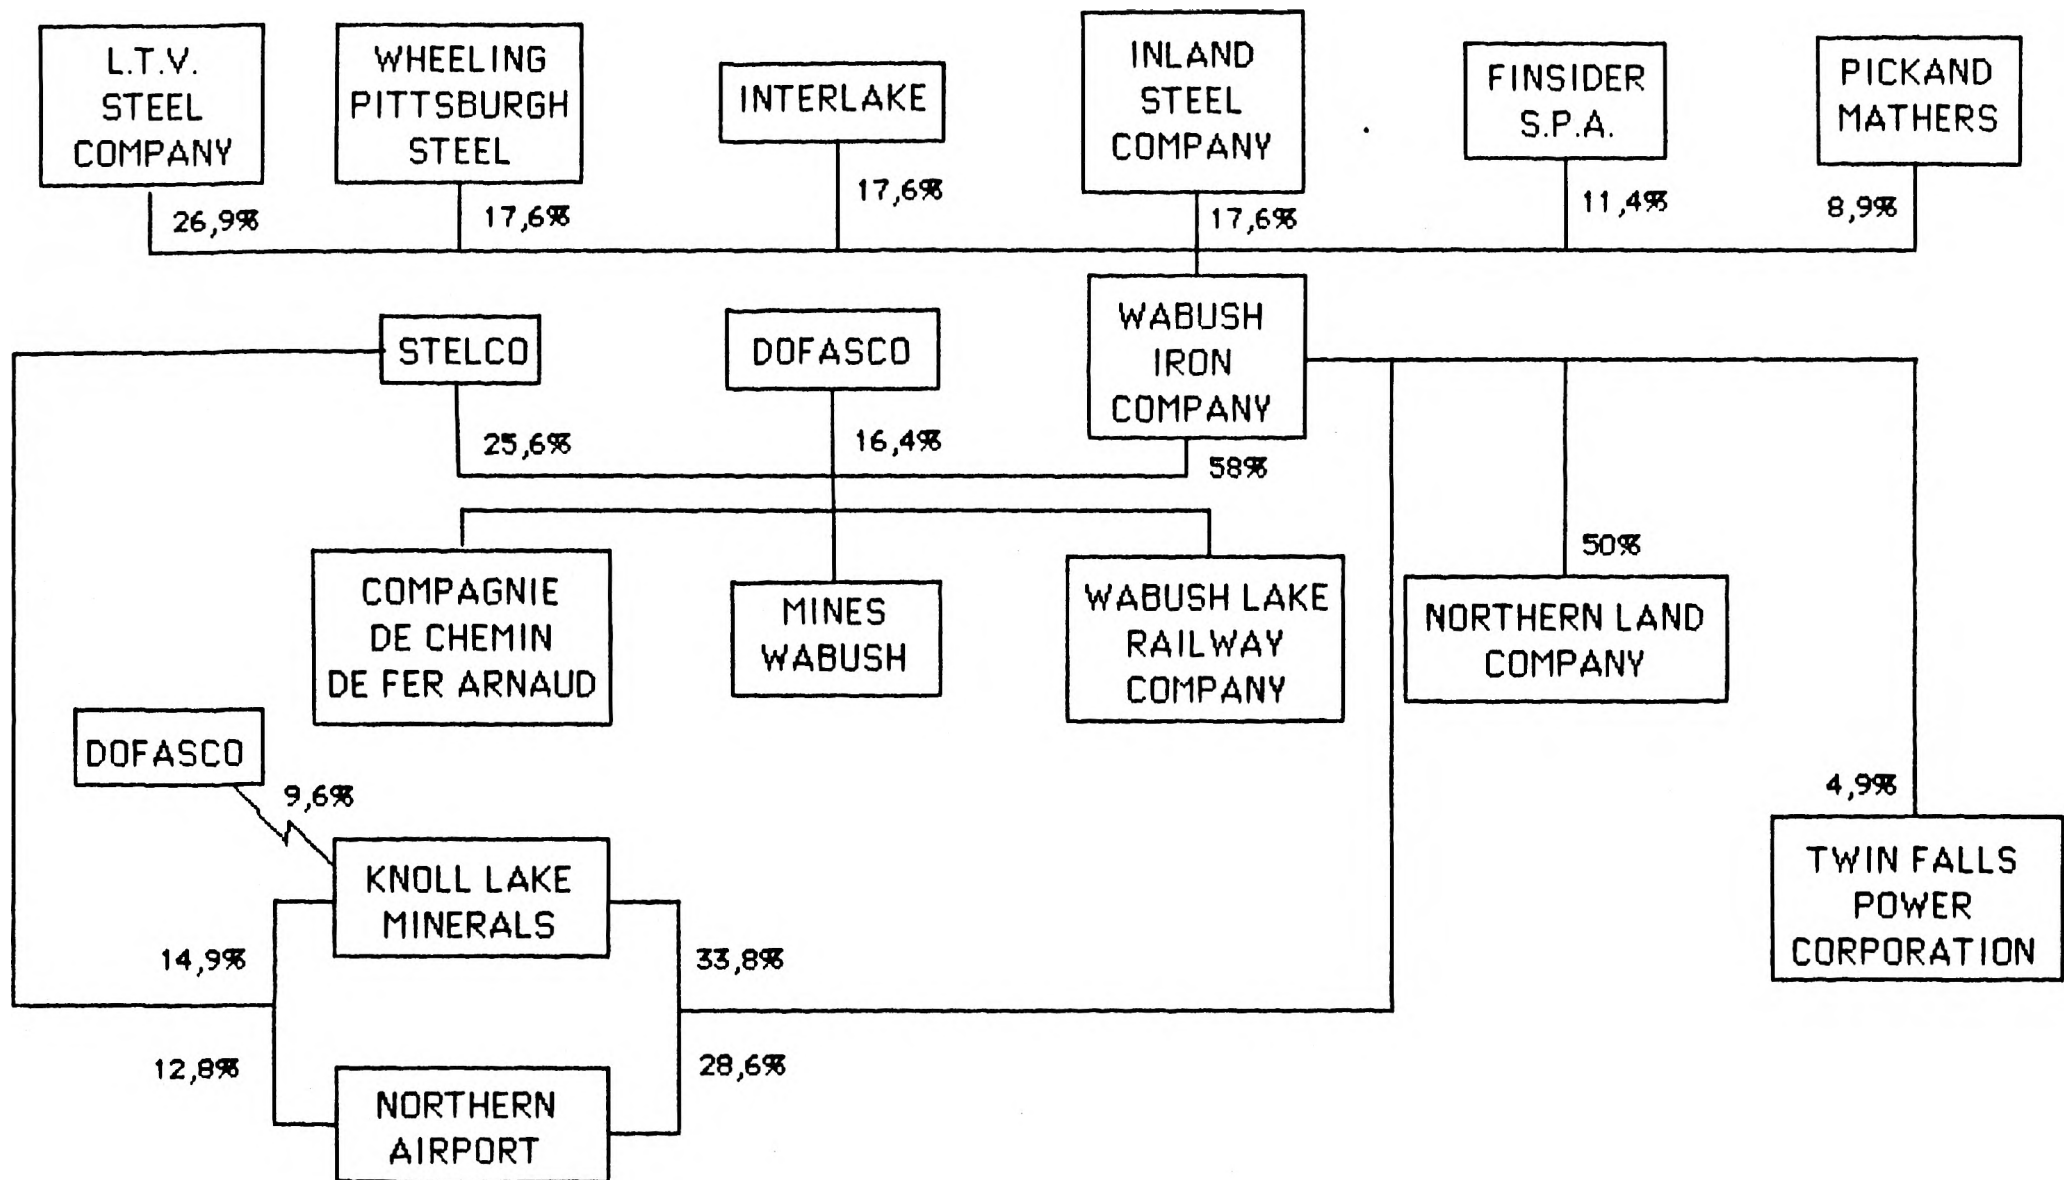 L.T.V.
STEEL
COMPANY
WHEELING
PITTSBURGH
STEEL
INTERLAKE
INLAND
STEEL
COMPANY
FINSIDER
S.P.A.
PICKAND
MATHERS
26,9%
17,6%
17,6%
17,6%
11,4%
8,9%
STELCO
DOFASCO
WABUSH
IRON
COMPANY
25,6%
16,4%
58%
COMPAGNIE
DE CHEMIN
DE FER ARNAUD
MINES
WABUSH
WABUSH LAKE
RAILWAY
COMPANY
50%
NORTHERN LAND
COMPANY
DOFASCO
9,6%
4,9%
KNOLL LAKE
MINERALS
TWIN FALLS
POWER
CORPORATION
14,9%
33,8%
12,8%
28,6%
NORTHERN
AIRPORT